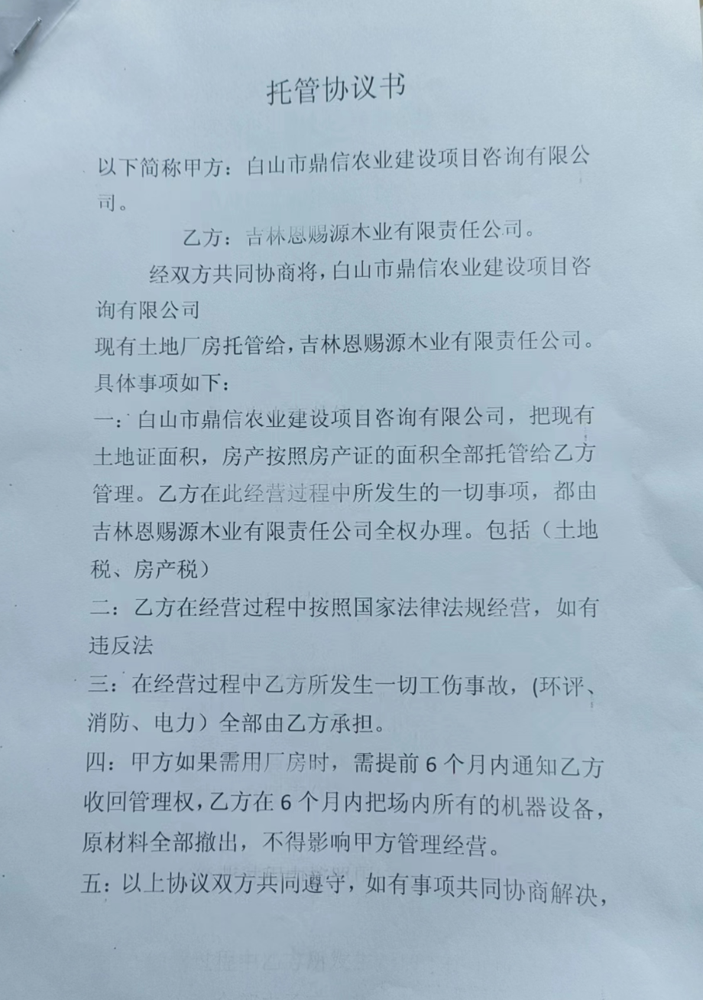 托管协议书
以下简称甲方：白山市鼎信农业建设项目咨询有限公
司。
乙方：吉林恩赐源木业有限责任公司。
经双方共同协商将，白山市鼎信农业建设项目咨
询有限公司
现有土地厂房托管给，吉林恩赐源木业有限责任公司。
具体事项如下：
一：白山市鼎信农业建设项目咨询有限公司，把现有
土地证面积，房产按照房产证的面积全部托管给乙方
管理。乙方在此经营过程中所发生的一切事项，都由
吉林恩赐源木业有限责任公司全权办理。包括（土地
税、房产税）
二：乙方在经营过程中按照国家法律法规经营，如有
违反法
三：在经营过程中乙方所发生一切工伤事故，(环评、
消防、电力）全部由乙方承担。
四：甲方如果需用厂房时，需提前 6 个月内通知乙方
收回管理权，乙方在 6 个月内把场内所有的机器设备，
原材料全部撤出，不得影响甲方管理经营。
五：以上协议双方共同遵守，如有事项共同协商解决，